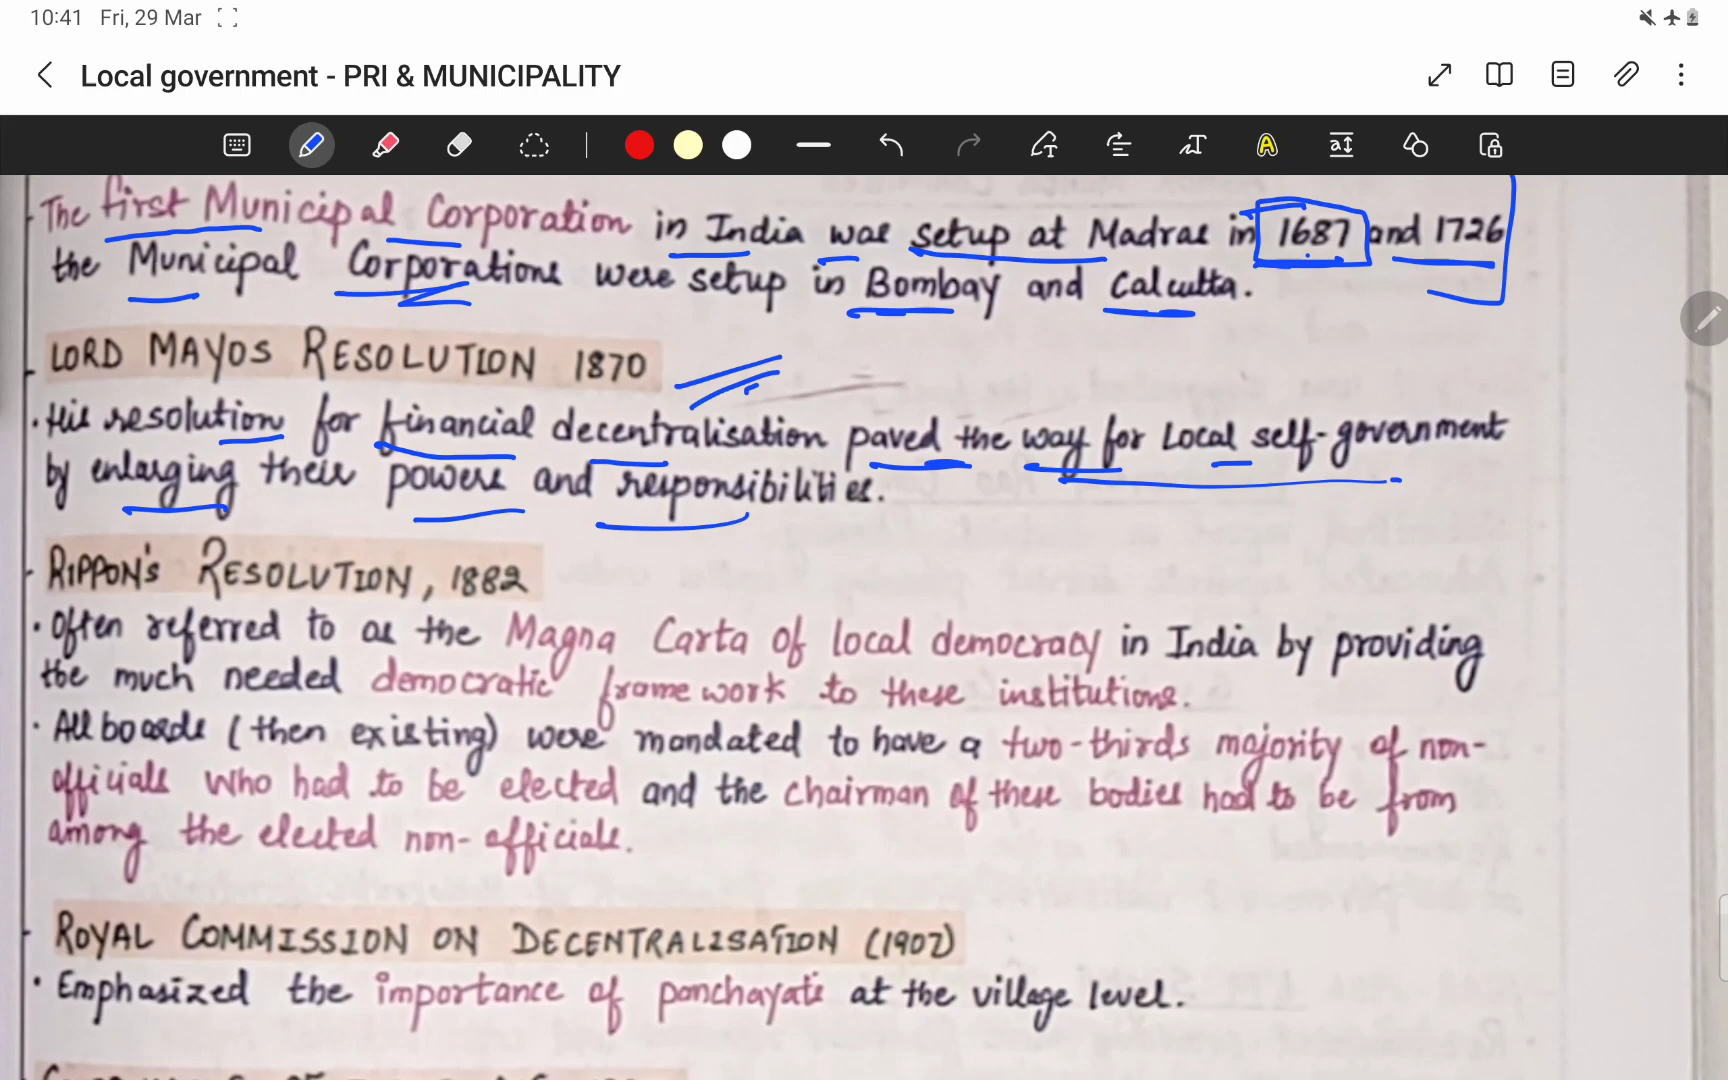 10:41 Fri, 29 Mar
Local government - PRI & MUNICIPALITY
The first Municipal Corporation in India was setup at Madras in 1687 and 1726
the Municipal Corporations were setup in Bombay and Calcutta.
LORD MAYOS RESOLUTION 1870
• His resolution for financial decentralisation paved the way for Local self-government
by enlarging their powers and responsibilities.
RIPPON'S RESOLUTION, 1882
• Often referred to as the Magna Carta of local democracy in India by providing
the much needed democratic framework to these institutions.
• All boards (then existing) were mandated to have a two-thirds majority of non-
officials who had to be elected and the chairman of these bodies had to be from
among the elected non-officials.
ROYAL COMMISSION ON DECENTRALISATION (1907)
• Emphasized the importance of panchayats at the village level.